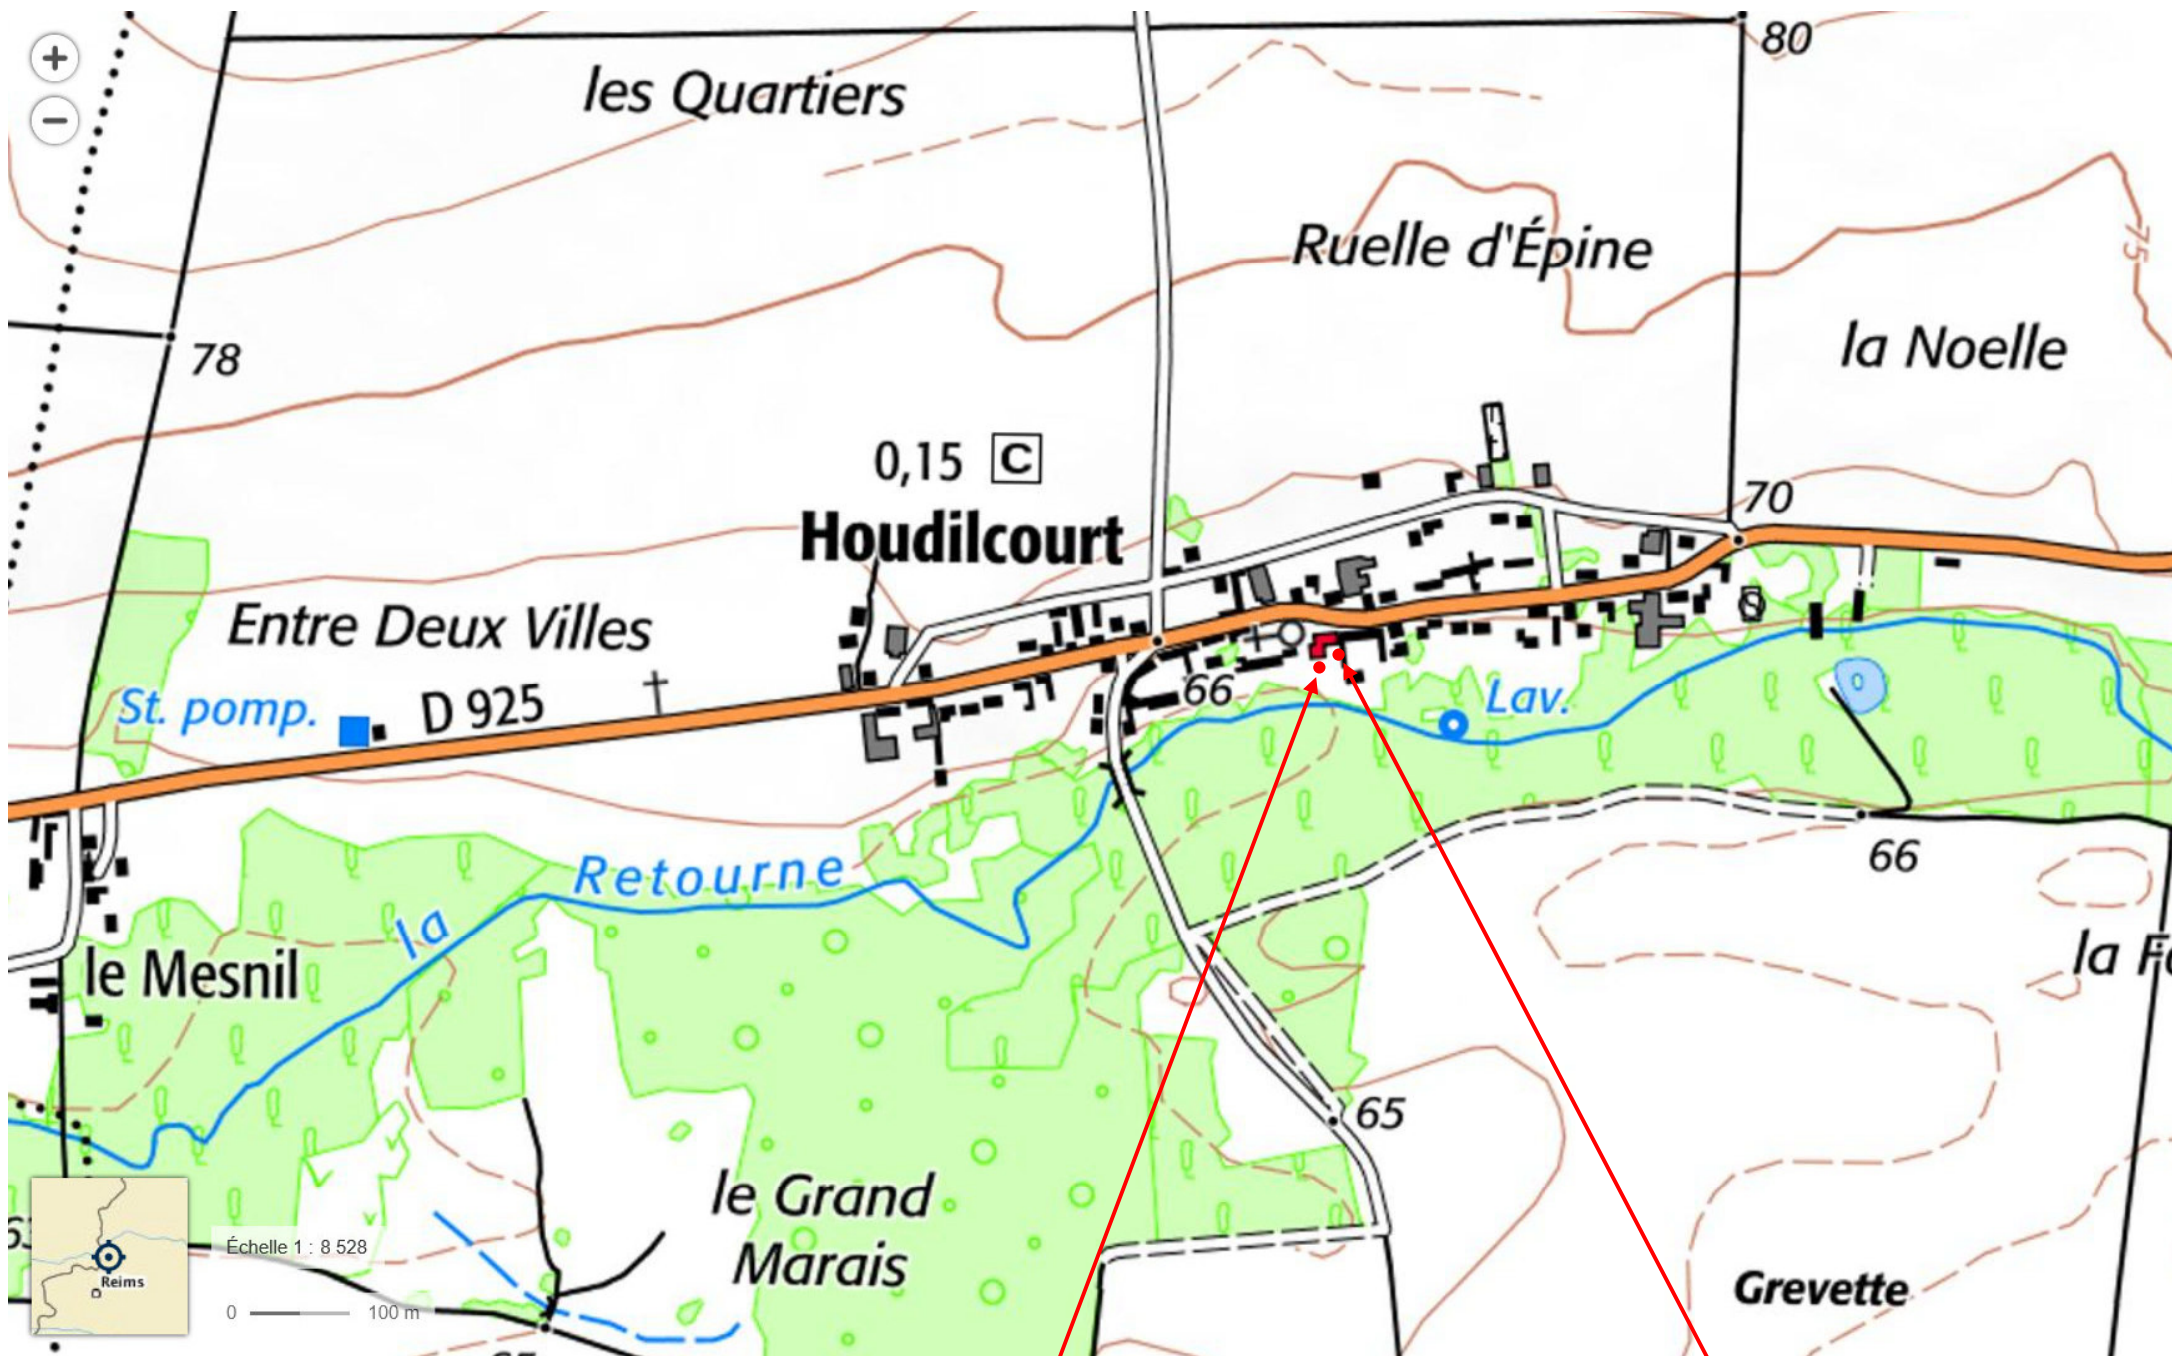 +
−
80
les Quartiers
Ruelle d'Épine
75
la Noelle
78
0,15 C
Houdilcourt
70
Entre Deux Villes
St. pomp.
D 925
66
Lav.
la Retourne
66
le Mesnil
65
le Grand
Marais
Échelle 1 : 8 528
Reims
0 100 m
Grevette